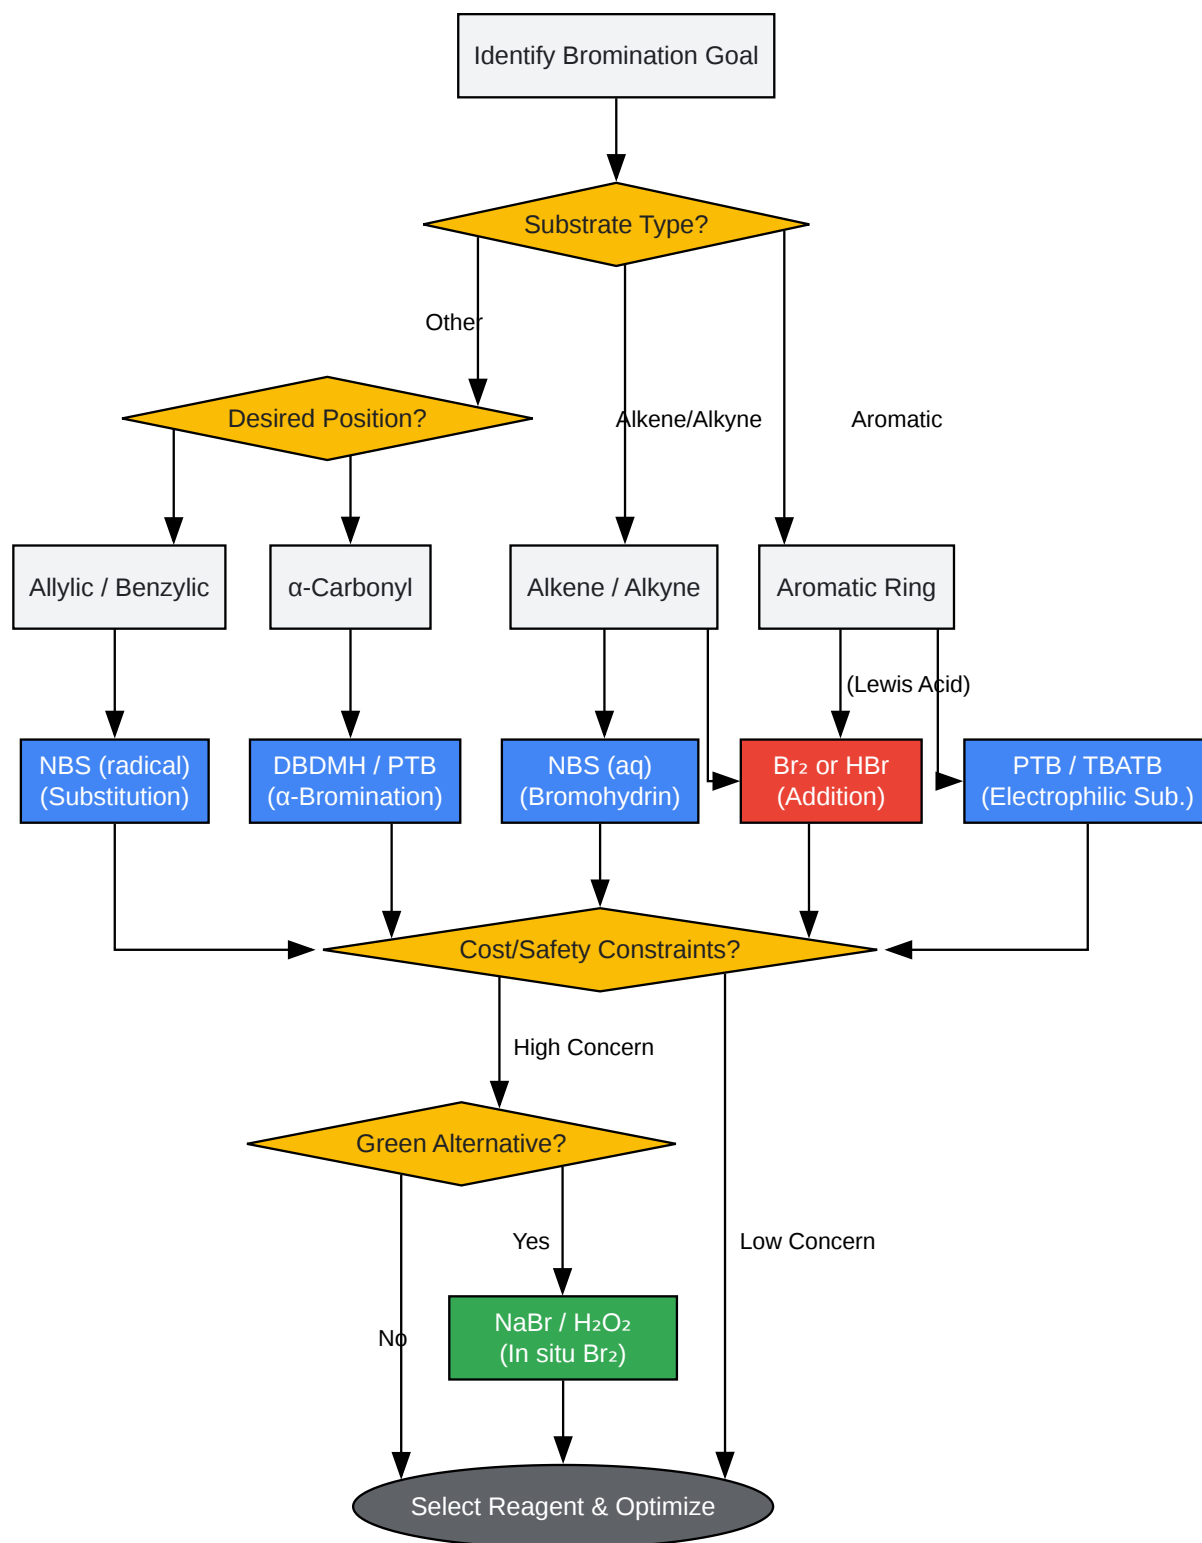 Identify Bromination Goal
Substrate Type?
Other
Desired Position?
Alkene/Alkyne
Aromatic
Allylic / Benzylic
α-Carbonyl
Alkene / Alkyne
Aromatic Ring
(Lewis Acid)
NBS (radical)
(Substitution)
DBDMH / PTB
(α-Bromination)
NBS (aq)
(Bromohydrin)
Br₂ or HBr
(Addition)
PTB / TBATB
(Electrophilic Sub.)
Cost/Safety Constraints?
High Concern
Green Alternative?
Yes
Low Concern
No
NaBr / H₂O₂
(In situ Br₂)
Select Reagent & Optimize